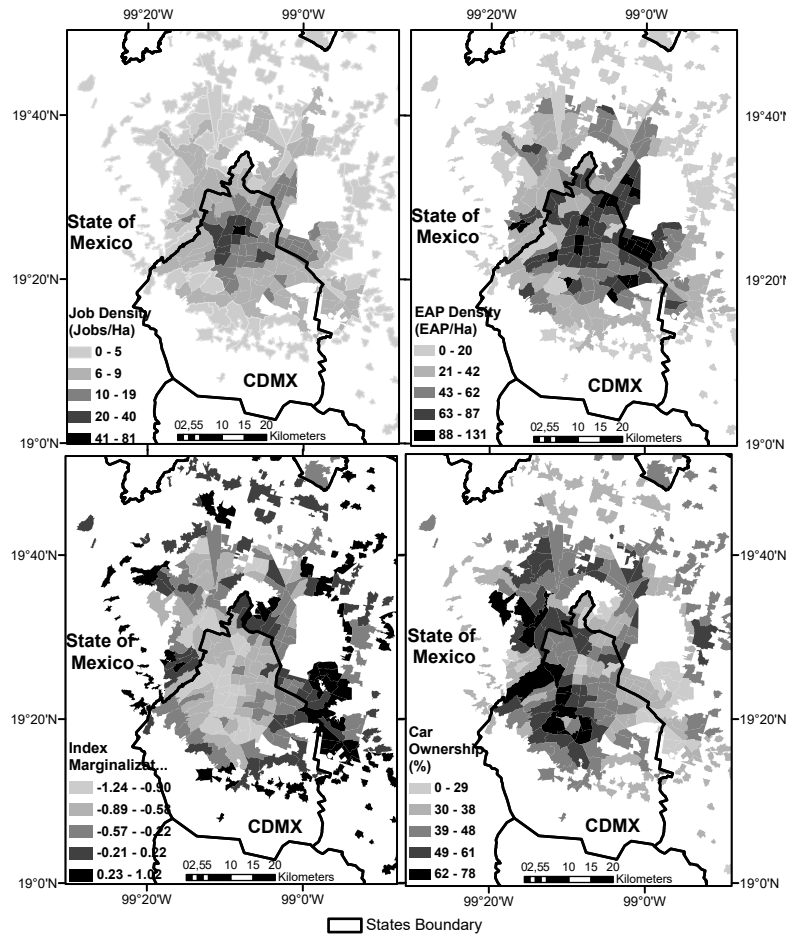 99°20'W 99°0'W 99°20'W 99°0'W
19°40'N 19°40'N
State of
Mexico
State of
Mexico
19°20'N 19°20'N
Job Density
(Jobs/Ha)
0 - 5
6 - 9
10 - 19
20 - 40
41 - 81
CDMX
02,55 10 15 20
Kilometers
EAP Density
(EAP/Ha)
0 - 20
21 - 42
43 - 62
63 - 87
88 - 131
CDMX
02,55 10 15 20
Kilometers
19°0'N 19°0'N
19°40'N 19°40'N
State of
Mexico
State of
Mexico
19°20'N 19°20'N
Index
Marginalizat...
-1.24 - -0.90
-0.89 - -0.58
-0.57 - -0.22
-0.21 - 0.22
0.23 - 1.02
CDMX
02,55 10 15 20
Kilometers
Car
Ownership
(%)
0 - 29
30 - 38
39 - 48
49 - 61
62 - 78
CDMX
02,55 10 15 20
Kilometers
19°0'N 19°0'N
99°20'W 99°0'W 99°20'W 99°0'W
States Boundary